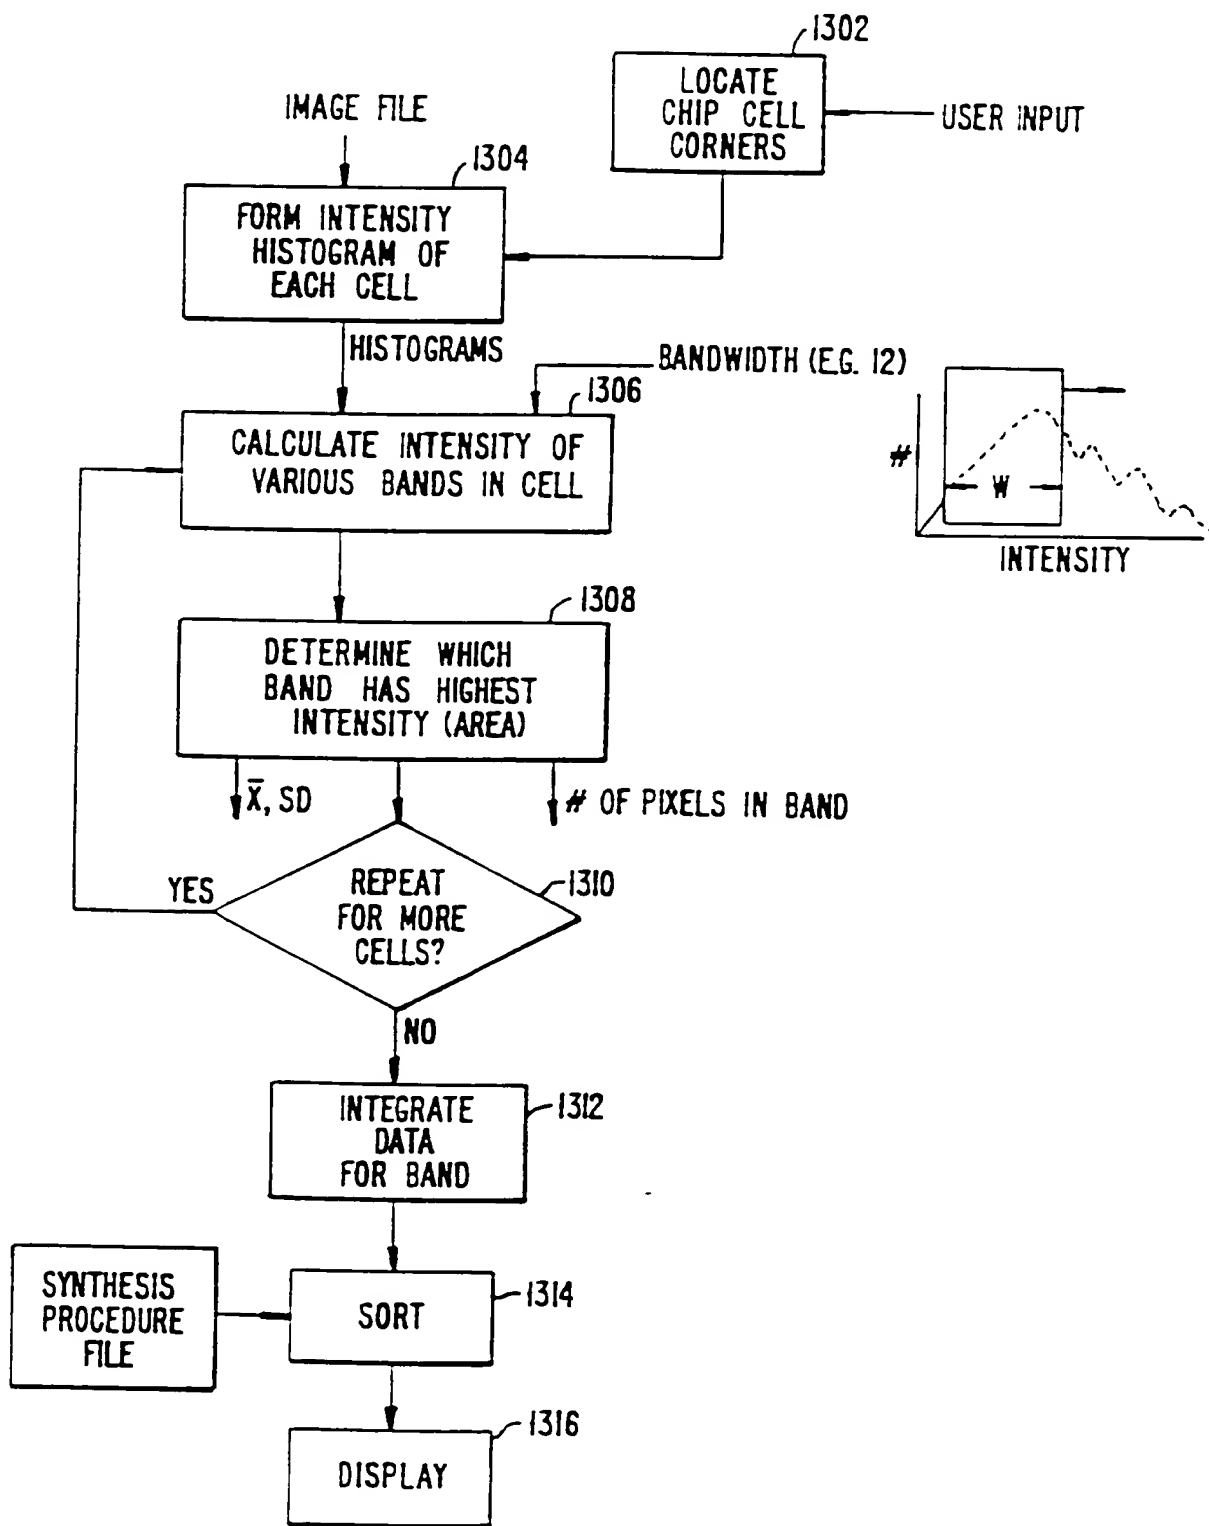 1302
LOCATE
CHIP CELL
CORNERS
USER INPUT
IMAGE FILE
1304
FORM INTENSITY
HISTOGRAM OF
EACH CELL
HISTOGRAMS
BANDWIDTH (E.G. 12)
1306
CALCULATE INTENSITY OF
VARIOUS BANDS IN CELL
#
W
INTENSITY
1308
DETERMINE WHICH
BAND HAS HIGHEST
INTENSITY (AREA)
X̅, SD
# OF PIXELS IN BAND
YES
REPEAT
FOR MORE
CELLS?
1310
NO
1312
INTEGRATE
DATA
FOR BAND
SYNTHESIS
PROCEDURE
FILE
1314
SORT
1316
DISPLAY